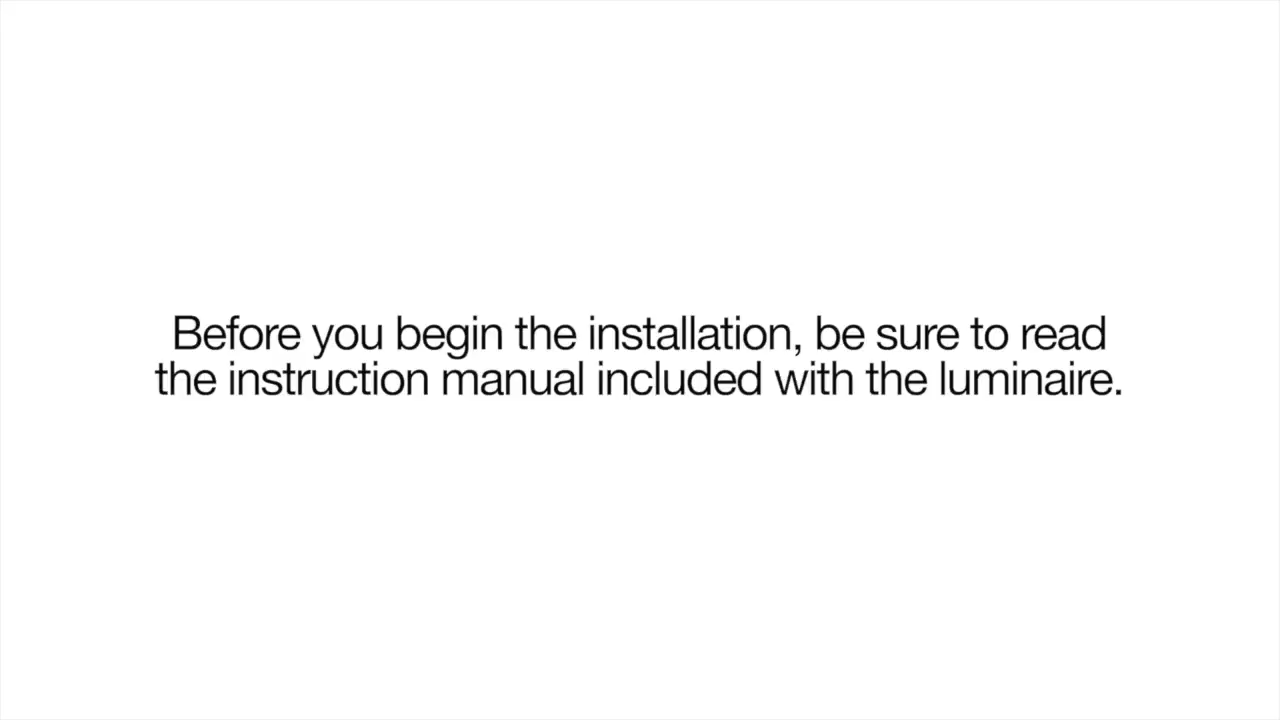 Before you begin the installation, be sure to read
the instruction manual included with the luminaire.